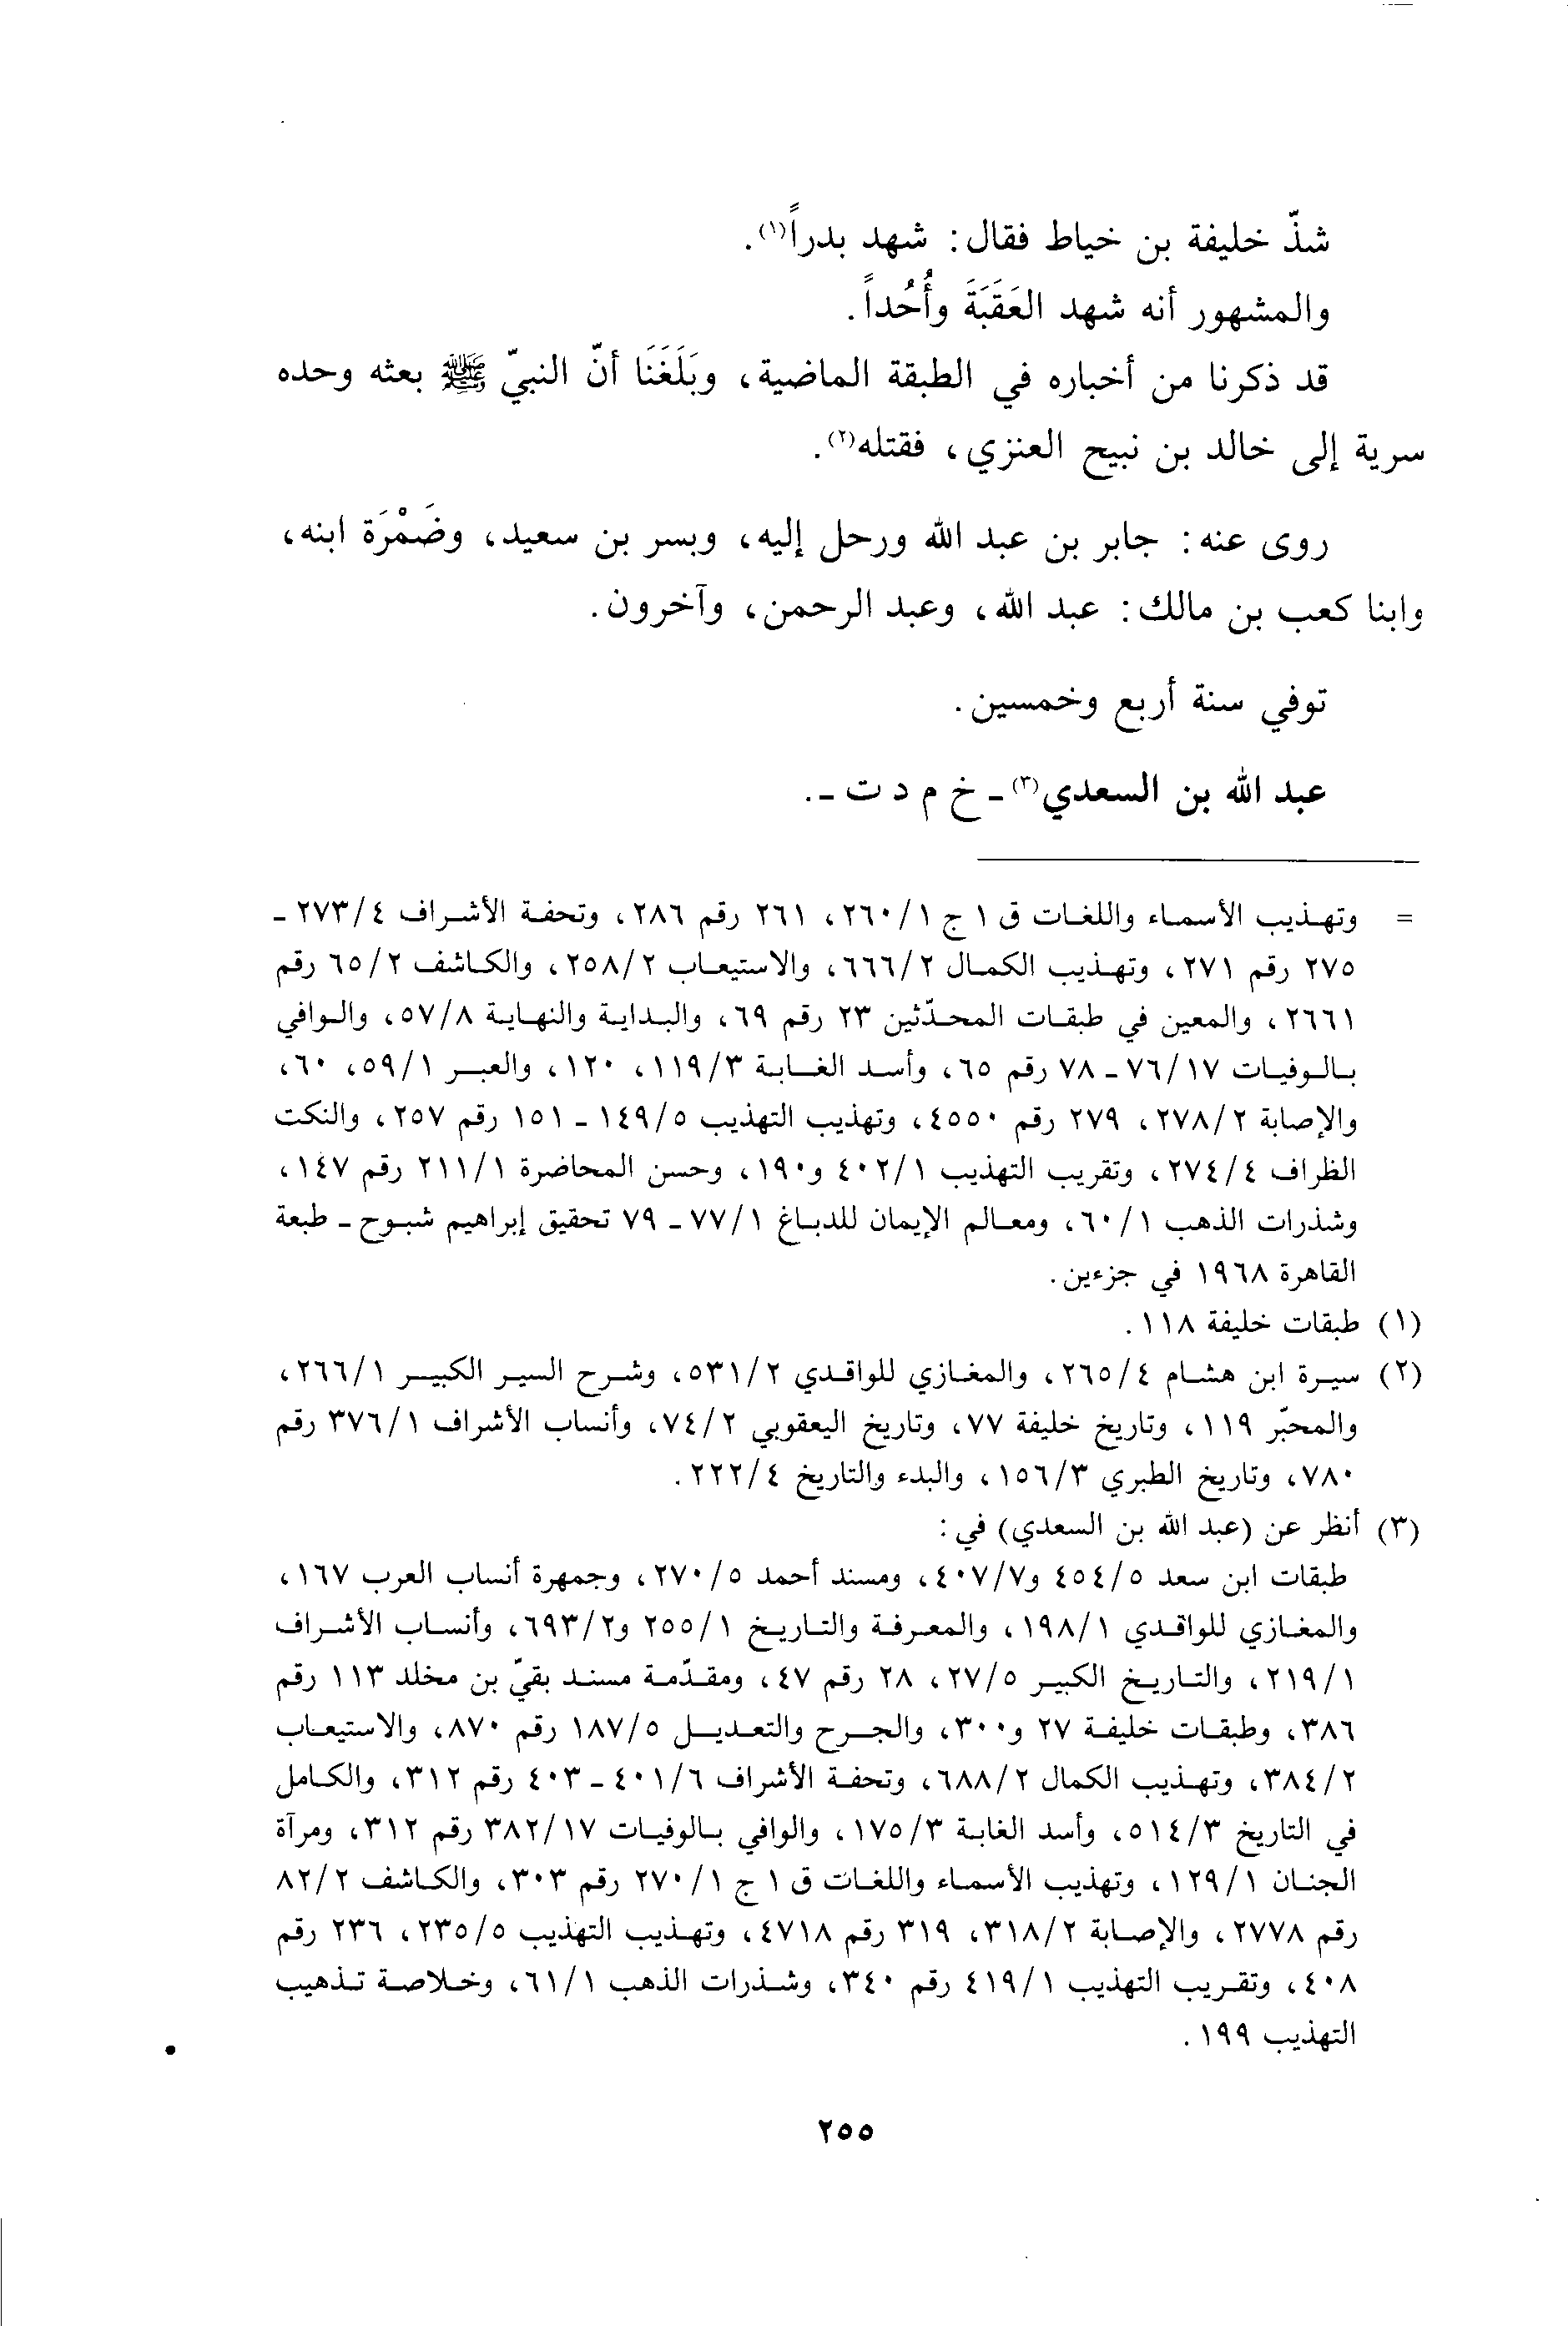 شذّ خليفة بن خياط فقال: شهد بدراً(١).
والمشهور أنه شهد العَقَبَةَ وأُحُداً.
قد ذكرنا من أخباره في الطبقة الماضية، وبَلَغَنَا أنّ النبيّ ﷺ بعثه وحده
سرية إلى خالد بن نبيح العنزي، فقتله(٢).
روى عنه: جابر بن عبد الله ورحل إليه، وبسر بن سعيد، وضَمْرَة ابنه،
وابنا كعب بن مالك: عبد الله، وعبد الرحمن، وآخرون.
توفي سنة أربع وخمسين.
عبد الله بن السعدي(٣) ـ خ م د ت ـ.
= وتهذيب الأسماء واللغات ق ١ ج ١/٢٦٠، ٢٦١ رقم ٢٨٦، وتحفة الأشراف ٤/٢٧٣ ـ
٢٧٥ رقم ٢٧١، وتهذيب الكمال ٢/٦٦٦، والاستيعاب ٢/٢٥٨، والكاشف ٢/٦٥ رقم
٢٦٦١، والمعين في طبقات المحدّثين ٢٣ رقم ٦٩، والبداية والنهاية ٨/٥٧، والوافي
بالوفيات ١٧/٧٦ ـ ٧٨ رقم ٦٥، وأسد الغابة ٣/١١٩، ١٢٠، والعبر ١/٥٩، ٦٠،
والإصابة ٢/٢٧٨، ٢٧٩ رقم ٤٥٥٠، وتهذيب التهذيب ٥/١٤٩ ـ ١٥١ رقم ٢٥٧، والنكت
الظراف ٤/٢٧٤، وتقريب التهذيب ١/٤٠٢ و١٩٠، وحسن المحاضرة ١/٢١١ رقم ١٤٧،
وشذرات الذهب ١/٦٠، ومعالم الإيمان للدباغ ١/٧٧ ـ ٧٩ تحقيق إبراهيم شبوح ـ طبعة
القاهرة ١٩٦٨ في جزءين.
(١) طبقات خليفة ١١٨.
(٢) سيرة ابن هشام ٤/٢٦٥، والمغازي للواقدي ٢/٥٣١، وشرح السير الكبير ١/٢٦٦،
والمحبّر ١١٩، وتاريخ خليفة ٧٧، وتاريخ اليعقوبي ٢/٧٤، وأنساب الأشراف ١/٣٧٦ رقم
٧٨٠، وتاريخ الطبري ٣/١٥٦، والبدء والتاريخ ٤/٢٢٢.
(٣) أنظر عن (عبد الله بن السعدي) في:
طبقات ابن سعد ٥/٤٥٤ و٧/٤٠٧، ومسند أحمد ٥/٢٧٠، وجمهرة أنساب العرب ١٦٧،
والمغازي للواقدي ١/١٩٨، والمعرفة والتاريخ ١/٢٥٥ و٢/٦٩٣، وأنساب الأشراف
١/٢١٩، والتاريخ الكبير ٥/٢٧، ٢٨ رقم ٤٧، ومقدّمة مسند بقيّ بن مخلد ١١٣ رقم
٣٨٦، وطبقات خليفة ٢٧ و٣٠٠، والجرح والتعديل ٥/١٨٧ رقم ٨٧٠، والاستيعاب
٢/٣٨٤، وتهذيب الكمال ٢/٦٨٨، وتحفة الأشراف ٦/٤٠١ ـ ٤٠٣ رقم ٣١٢، والكامل
في التاريخ ٣/٥١٤، وأسد الغابة ٣/١٧٥، والوافي بالوفيات ١٧/٣٨٢ رقم ٣١٢، ومرآة
الجنان ١/١٢٩، وتهذيب الأسماء واللغات ق ١ ج ١/٢٧٠ رقم ٣٠٣، والكاشف ٢/٨٢
رقم ٢٧٧٨، والإصابة ٢/٣١٨، ٣١٩ رقم ٤٧١٨، وتهذيب التهذيب ٥/٢٣٥، ٢٣٦ رقم
٤٠٨، وتقريب التهذيب ١/٤١٩ رقم ٣٤٠، وشذرات الذهب ١/٦١، وخلاصة تذهيب
التهذيب ١٩٩.
٢٥٥